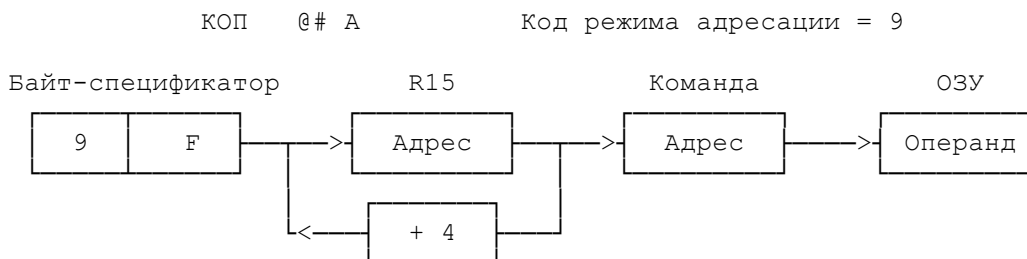 КОП @# А Код режима адресации = 9
Байт-спецификатор R15 Команда ОЗУ
9 F Адрес Адрес Операнд
+ 4